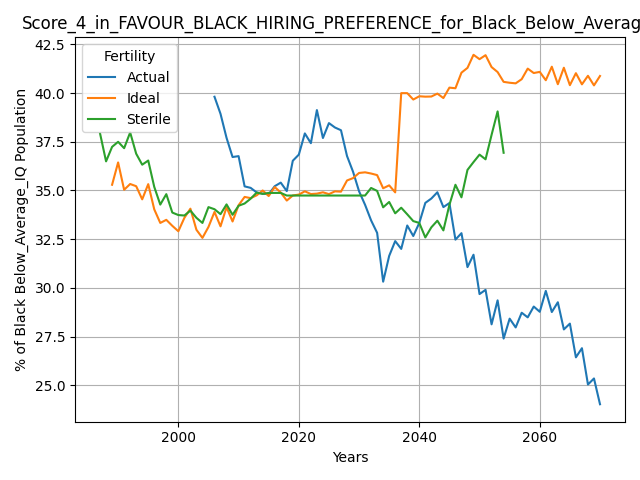 Score_4_in_FAVOUR_BLACK_HIRING_PREFERENCE_for_Black_Below_Averag
42.5
40.0
37.5
35.0
32.5
30.0
27.5
25.0
% of Black Below_Average_IQ Population
Fertility
Actual
Ideal
Sterile
2000
2020
2040
2060
Years